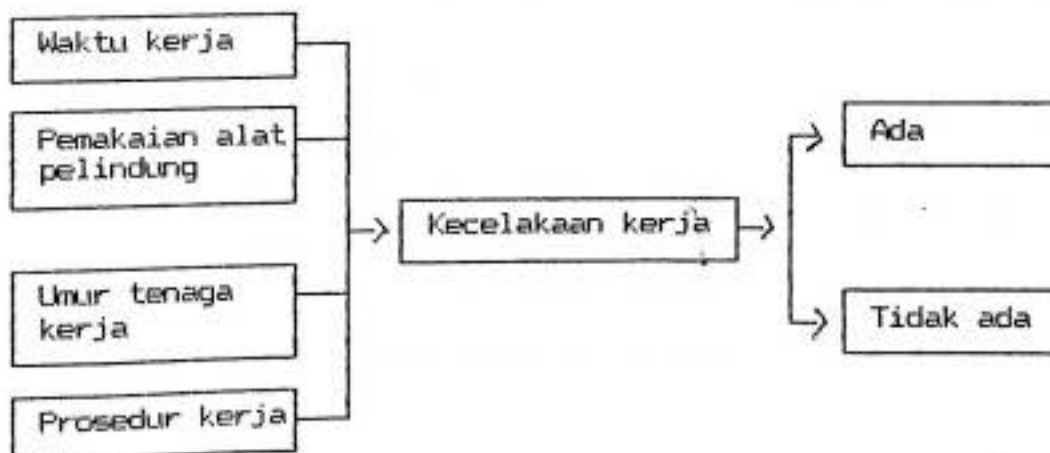 Waktu kerja
Pemakaian alat
pelindung
Umur tenaga
kerja
Prosedur kerja
Kecelakaan kerja
Ada
Tidak ada